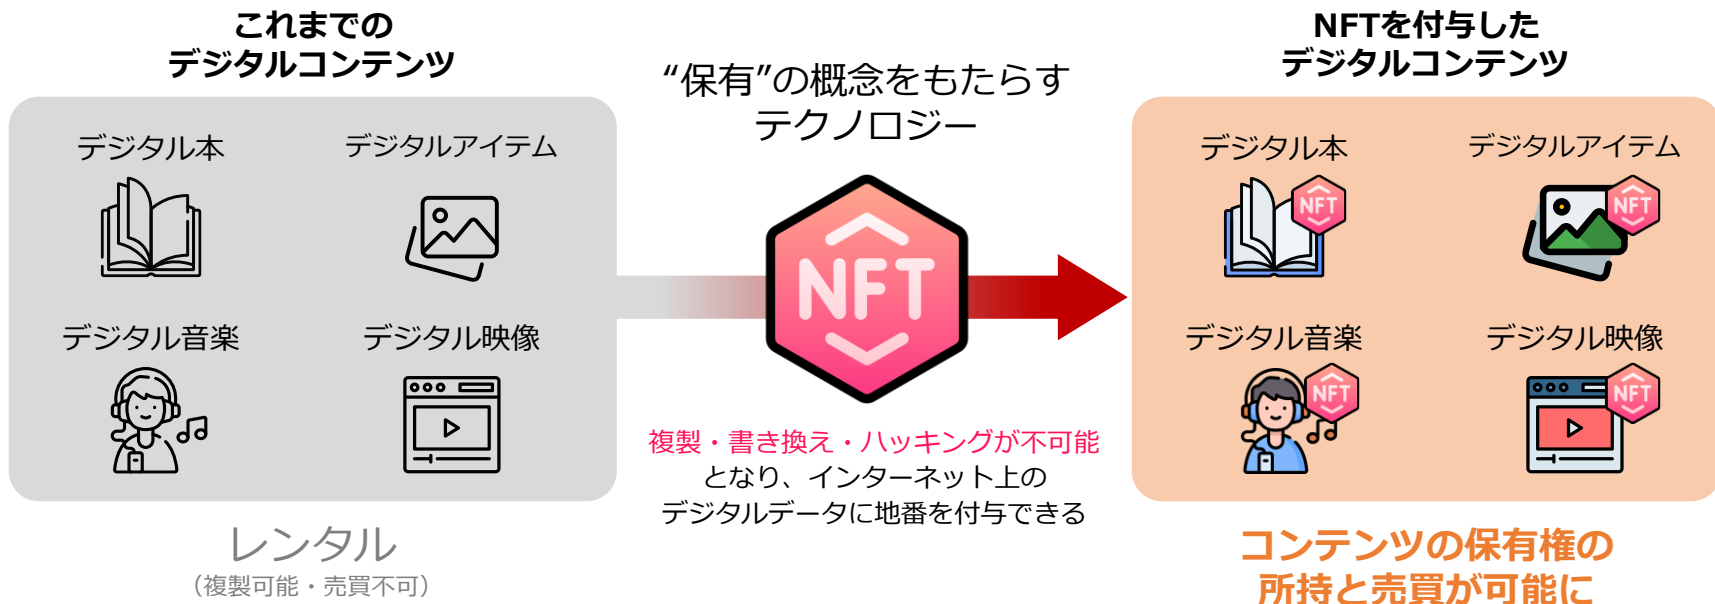 これまでの
デジタルコンテンツ
デジタル本
デジタルアイテム
デジタル音楽
デジタル映像
レンタル
（複製可能・売買不可）
“保有”の概念をもたらす
テクノロジー
NFT
複製・書き換え・ハッキングが不可能
となり、インターネット上の
デジタルデータに地番を付与できる
NFTを付与した
デジタルコンテンツ
デジタル本
NFT
デジタルアイテム
NFT
デジタル音楽
NFT
デジタル映像
NFT
コンテンツの保有権の
所持と売買が可能に